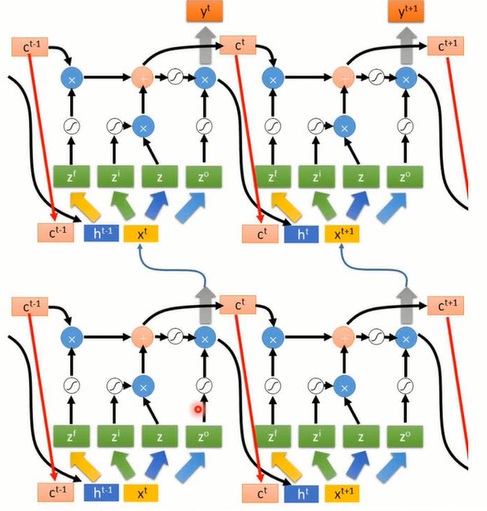 yᵗ yᵗ⁺¹
cᵗ⁻¹ cᵗ cᵗ⁺¹
× + × × + ×
× ×
zᶠ zⁱ z zᵒ zᶠ zⁱ z zᵒ
cᵗ⁻¹ hᵗ⁻¹ xᵗ cᵗ hᵗ xᵗ⁺¹
cᵗ⁻¹ cᵗ cᵗ⁺¹
× + × × + ×
× ×
zᶠ zⁱ z zᵒ zᶠ zⁱ z zᵒ
cᵗ⁻¹ hᵗ⁻¹ xᵗ cᵗ hᵗ xᵗ⁺¹